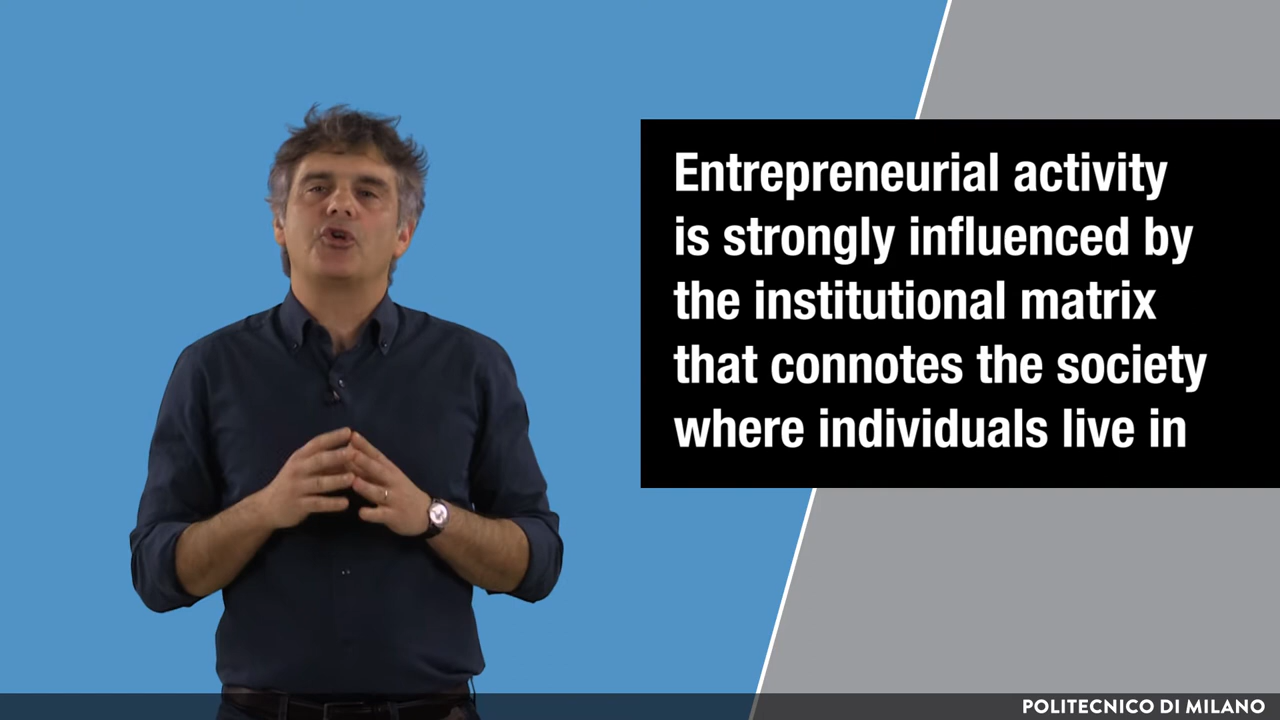 Entrepreneurial activity
is strongly influenced by
the institutional matrix
that connotes the society
where individuals live in
POLITECNICO DI MILANO